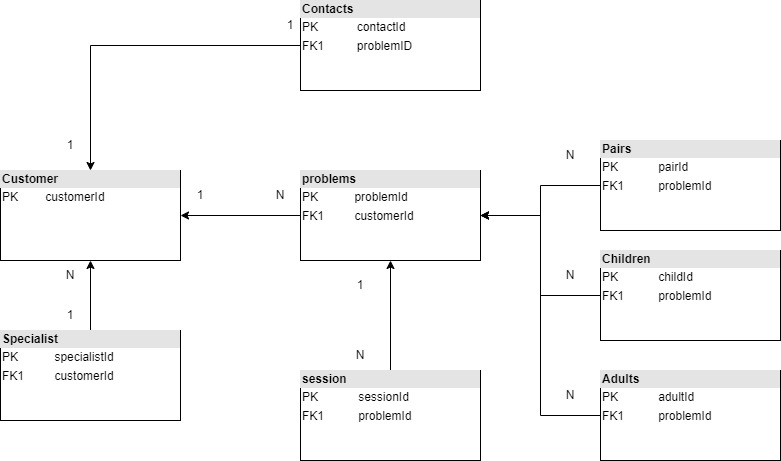 Contacts
PK contactId
FK1 problemID
1
1
Customer
PK customerId
1
N
problems
PK problemId
FK1 customerId
N
Pairs
PK pairId
FK1 problemId
N
Children
PK childId
FK1 problemId
N
1
Specialist
PK specialistId
FK1 customerId
1
N
session
PK sessionId
FK1 problemId
N
Adults
PK adultId
FK1 problemId